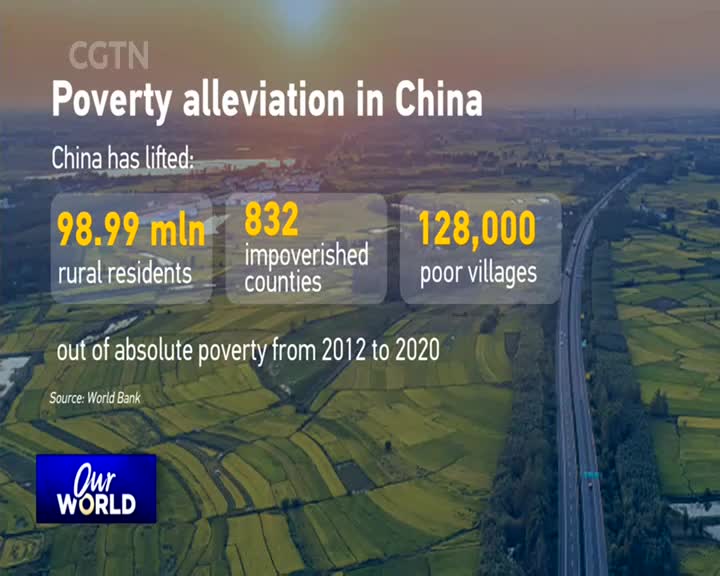 CGTN
Poverty alleviation in China
China has lifted:
98.99 mln
rural residents
832
impoverished
counties
128,000
poor villages
out of absolute poverty from 2012 to 2020
Source: World Bank
Our
WORLD